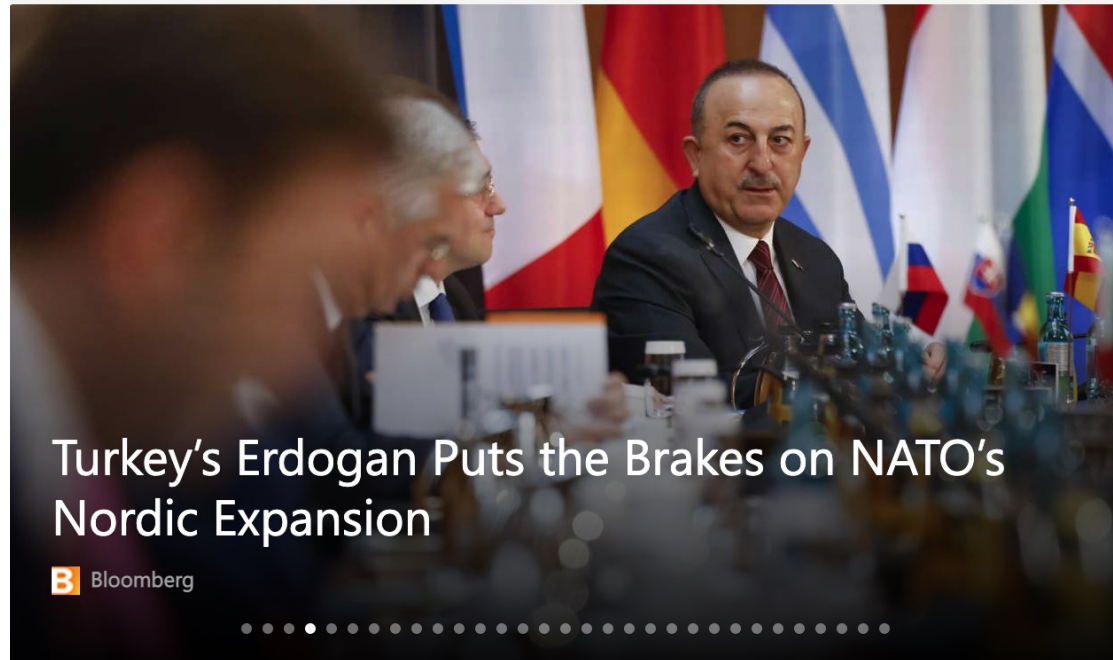 Turkey’s Erdogan Puts the Brakes on NATO’s
Nordic Expansion
B Bloomberg